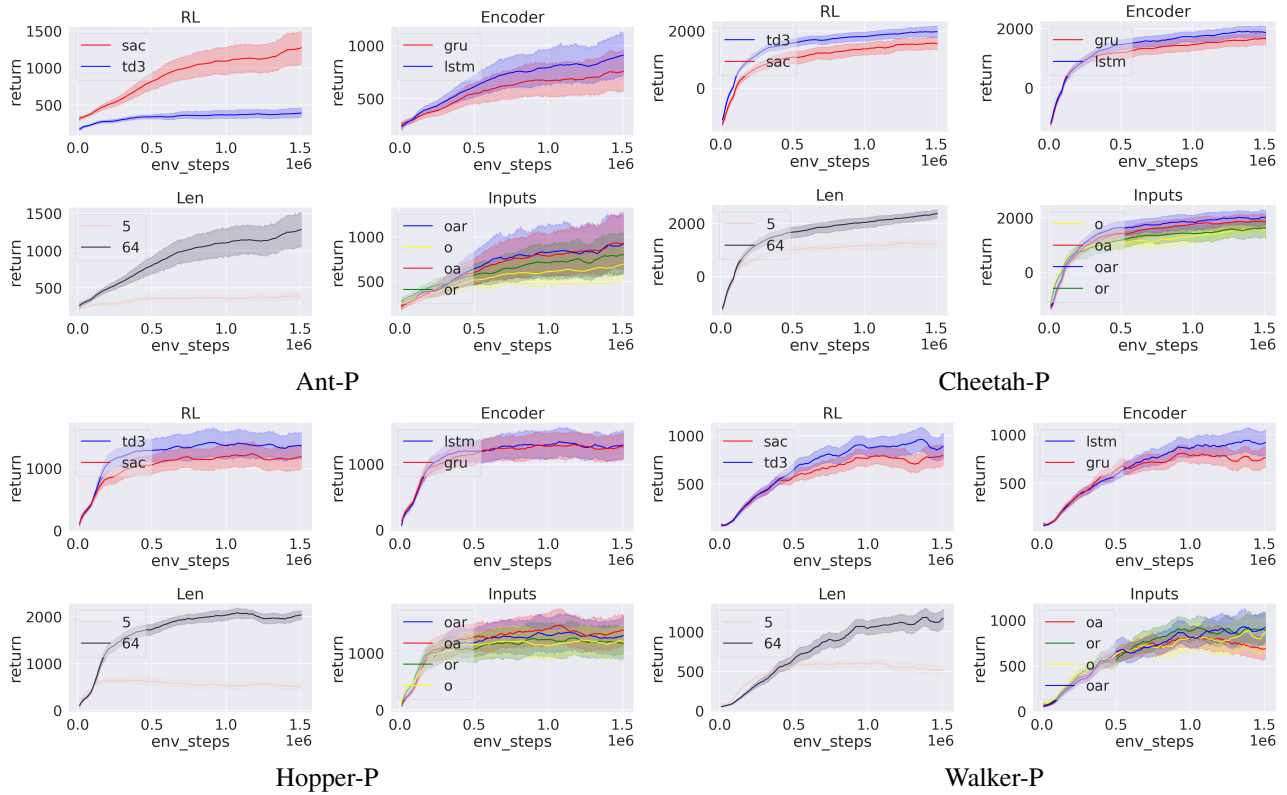 RL
1500
1000
500
return
sac
td3
0.0 0.5 1.0 1.5
1e6
env_steps
Encoder
1000
500
return
gru
lstm
0.0 0.5 1.0 1.5
1e6
env_steps
Len
1500
1000
500
return
5
64
0.0 0.5 1.0 1.5
1e6
env_steps
Inputs
1000
500
return
oar
o
oa
or
0.0 0.5 1.0 1.5
1e6
env_steps
Ant-P
RL
2000
0
return
td3
sac
0.0 0.5 1.0 1.5
1e6
env_steps
Encoder
2000
0
return
gru
lstm
0.0 0.5 1.0 1.5
1e6
env_steps
Len
2000
0
return
5
64
0.0 0.5 1.0 1.5
1e6
env_steps
Inputs
2000
0
return
o
oa
oar
or
0.0 0.5 1.0 1.5
1e6
env_steps
Cheetah-P
RL
1000
0
return
td3
sac
0.0 0.5 1.0 1.5
1e6
env_steps
Encoder
1000
0
return
lstm
gru
0.0 0.5 1.0 1.5
1e6
env_steps
Len
2000
1000
0
return
5
64
0.0 0.5 1.0 1.5
1e6
env_steps
Inputs
1000
0
return
oar
oa
or
o
0.0 0.5 1.0 1.5
1e6
env_steps
Hopper-P
RL
1000
500
return
sac
td3
0.0 0.5 1.0 1.5
1e6
env_steps
Encoder
1000
500
return
lstm
gru
0.0 0.5 1.0 1.5
1e6
env_steps
Len
1000
500
0
return
5
64
0.0 0.5 1.0 1.5
1e6
env_steps
Inputs
1000
500
0
return
oa
or
o
oar
0.0 0.5 1.0 1.5
1e6
env_steps
Walker-P